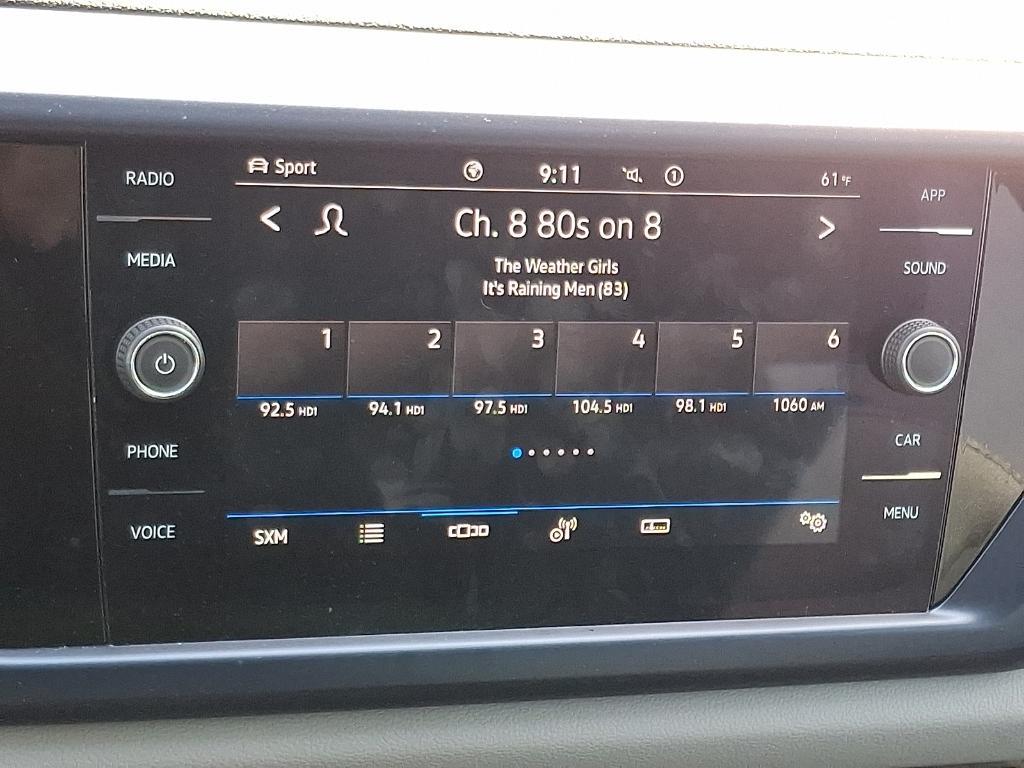 RADIO
MEDIA
PHONE
VOICE
Sport
9:11
1
61°F
Ch. 8 80s on 8
The Weather Girls
It's Raining Men (83)
1 2 3 4 5 6
92.5 HD1 94.1 HD1 97.5 HD1 104.5 HD1 98.1 HD1 1060 AM
SXM
APP
SOUND
CAR
MENU